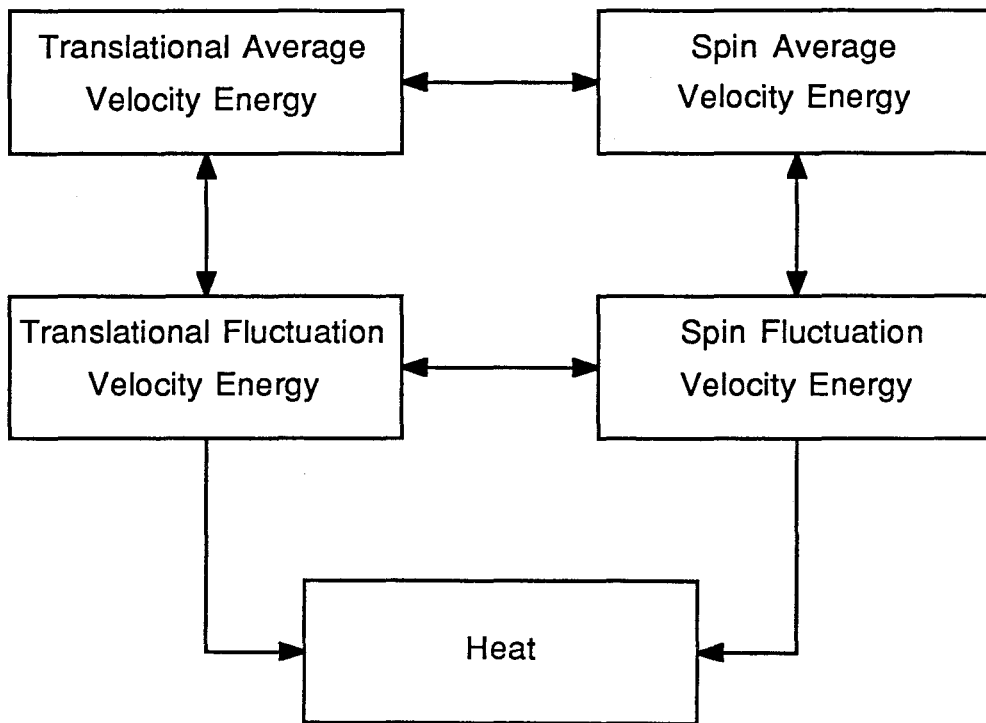 Translational Average
Velocity Energy
Spin Average
Velocity Energy
Translational Fluctuation
Velocity Energy
Spin Fluctuation
Velocity Energy
Heat